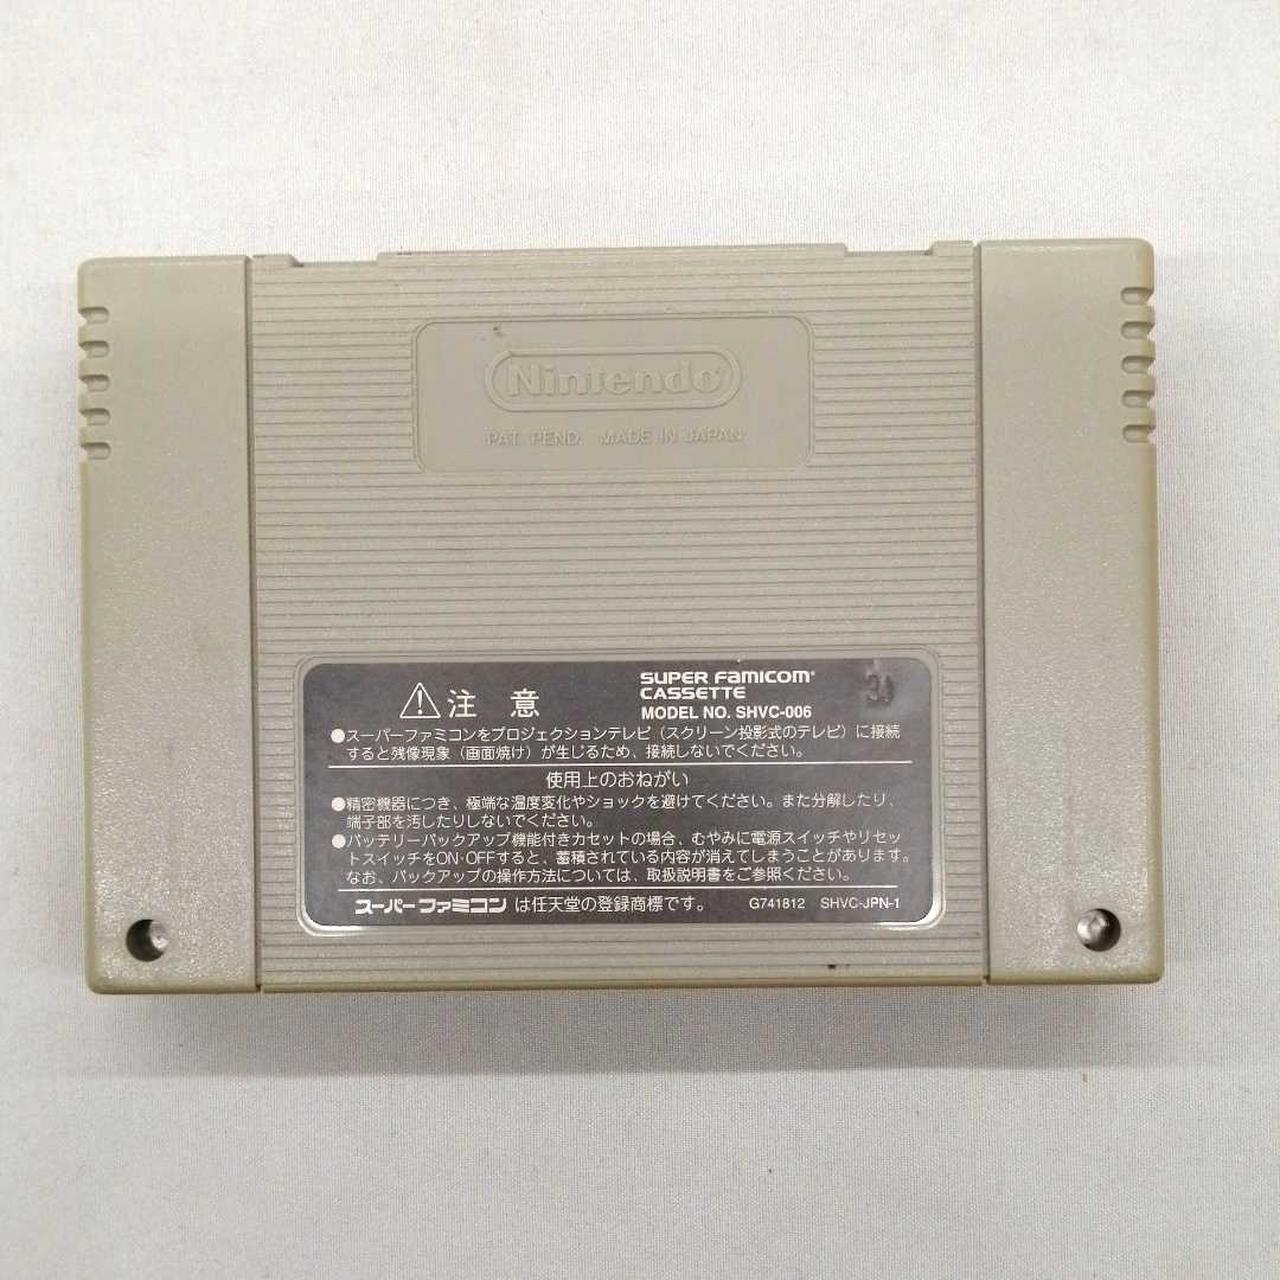 Nintendo
PAT. PEND. MADE IN JAPAN
注意
SUPER FAMICOM
CASSETTE
MODEL NO. SHVC-006
●スーパーファミコンをプロジェクションテレビ（スクリーン投影式のテレビ）に接続
すると残像現象（画面焼け）が生じるため、接続しないでください。
使用上のおねがい
●精密機器につき、極端な温度変化やショックを避けてください。また分解したり、
端子部を汚したりしないでください。
●バッテリーバックアップ機能付きカセットの場合、むやみに電源スイッチやリセッ
トスイッチをON・OFFすると、蓄積されている内容が消えてしまうことがあります。
なお、バックアップの操作方法については、取扱説明書をご参照ください。
スーパーファミコンは任天堂の登録商標です。 G741812 SHVC-JPN-1